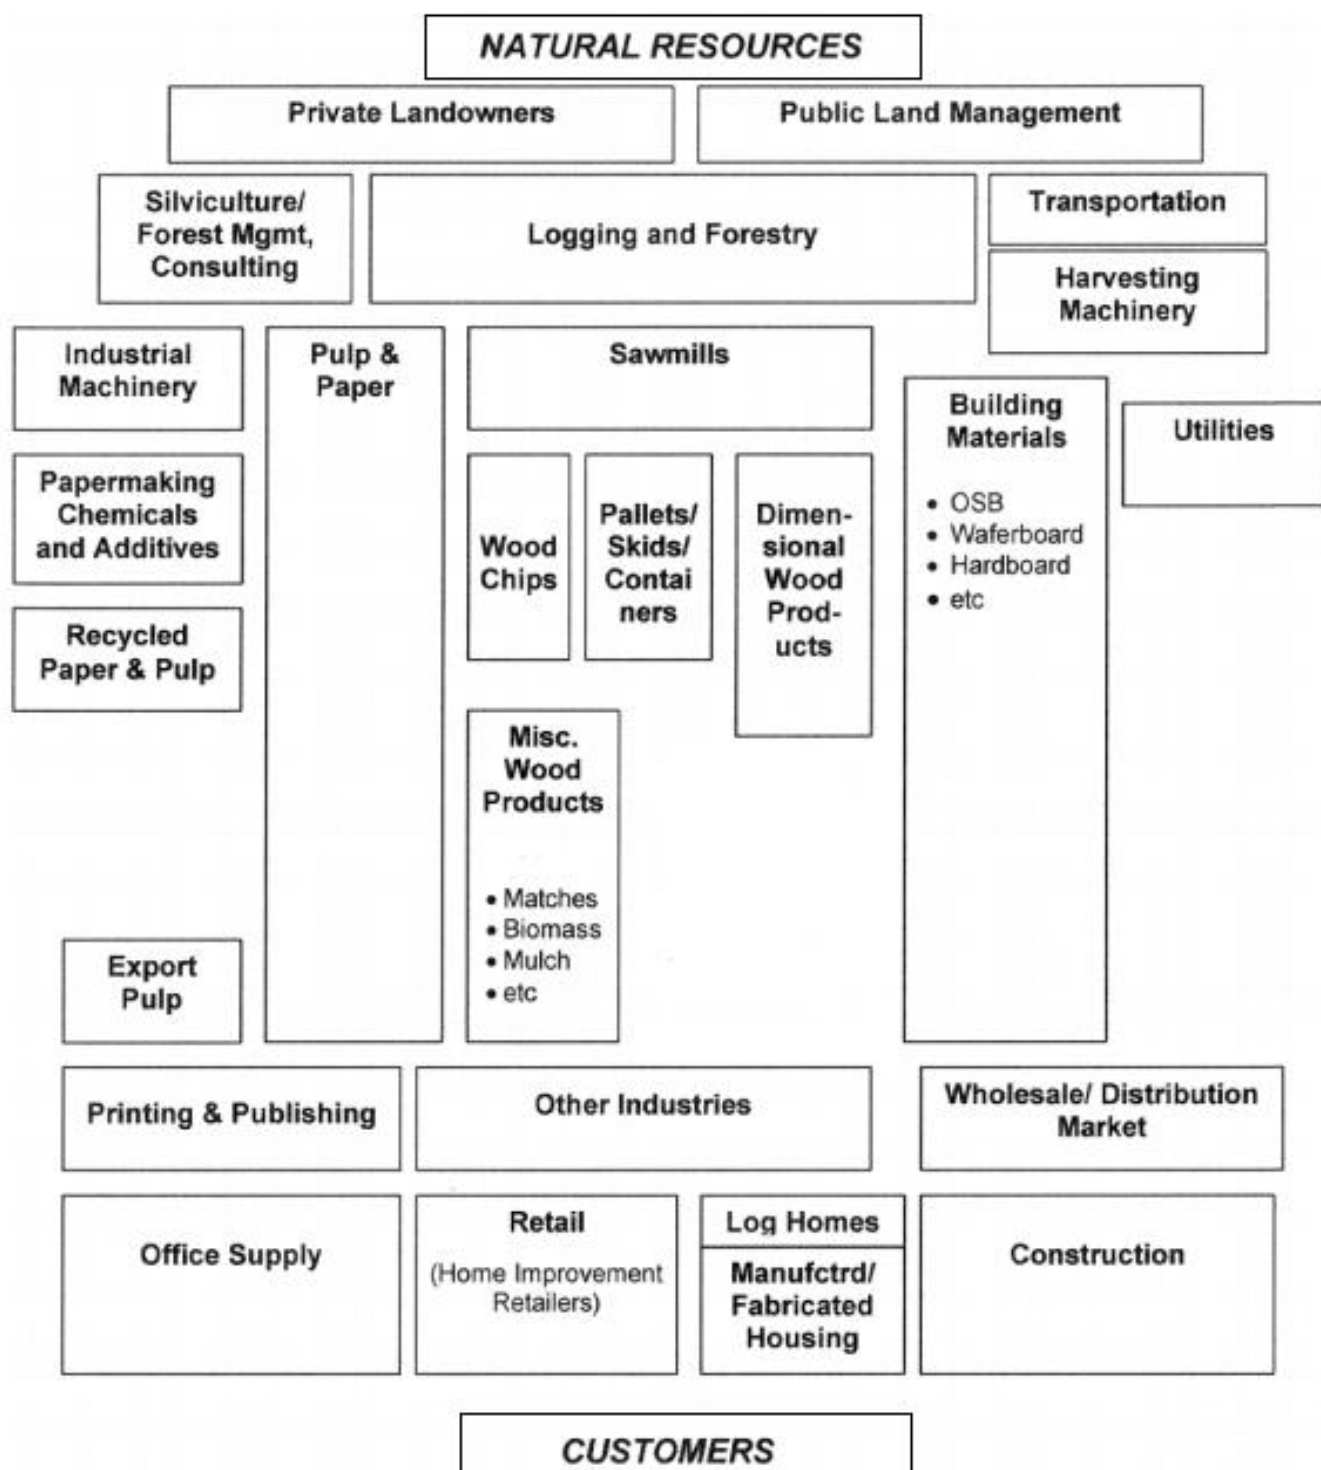 NATURAL RESOURCES
Private Landowners
Public Land Management
Silviculture/
Forest Mgmt,
Consulting
Logging and Forestry
Transportation
Harvesting
Machinery
Industrial
Machinery
Pulp &
Paper
Sawmills
Building
Materials
• OSB
• Waferboard
• Hardboard
• etc
Utilities
Papermaking
Chemicals
and Additives
Wood
Chips
Pallets/
Skids/
Contai
ners
Dimen-
sional
Wood
Prod-
ucts
Recycled
Paper & Pulp
Misc.
Wood
Products
• Matches
• Biomass
• Mulch
• etc
Export
Pulp
Printing & Publishing
Other Industries
Wholesale/ Distribution
Market
Office Supply
Retail
(Home Improvement
Retailers)
Log Homes
Manufctrd/
Fabricated
Housing
Construction
CUSTOMERS